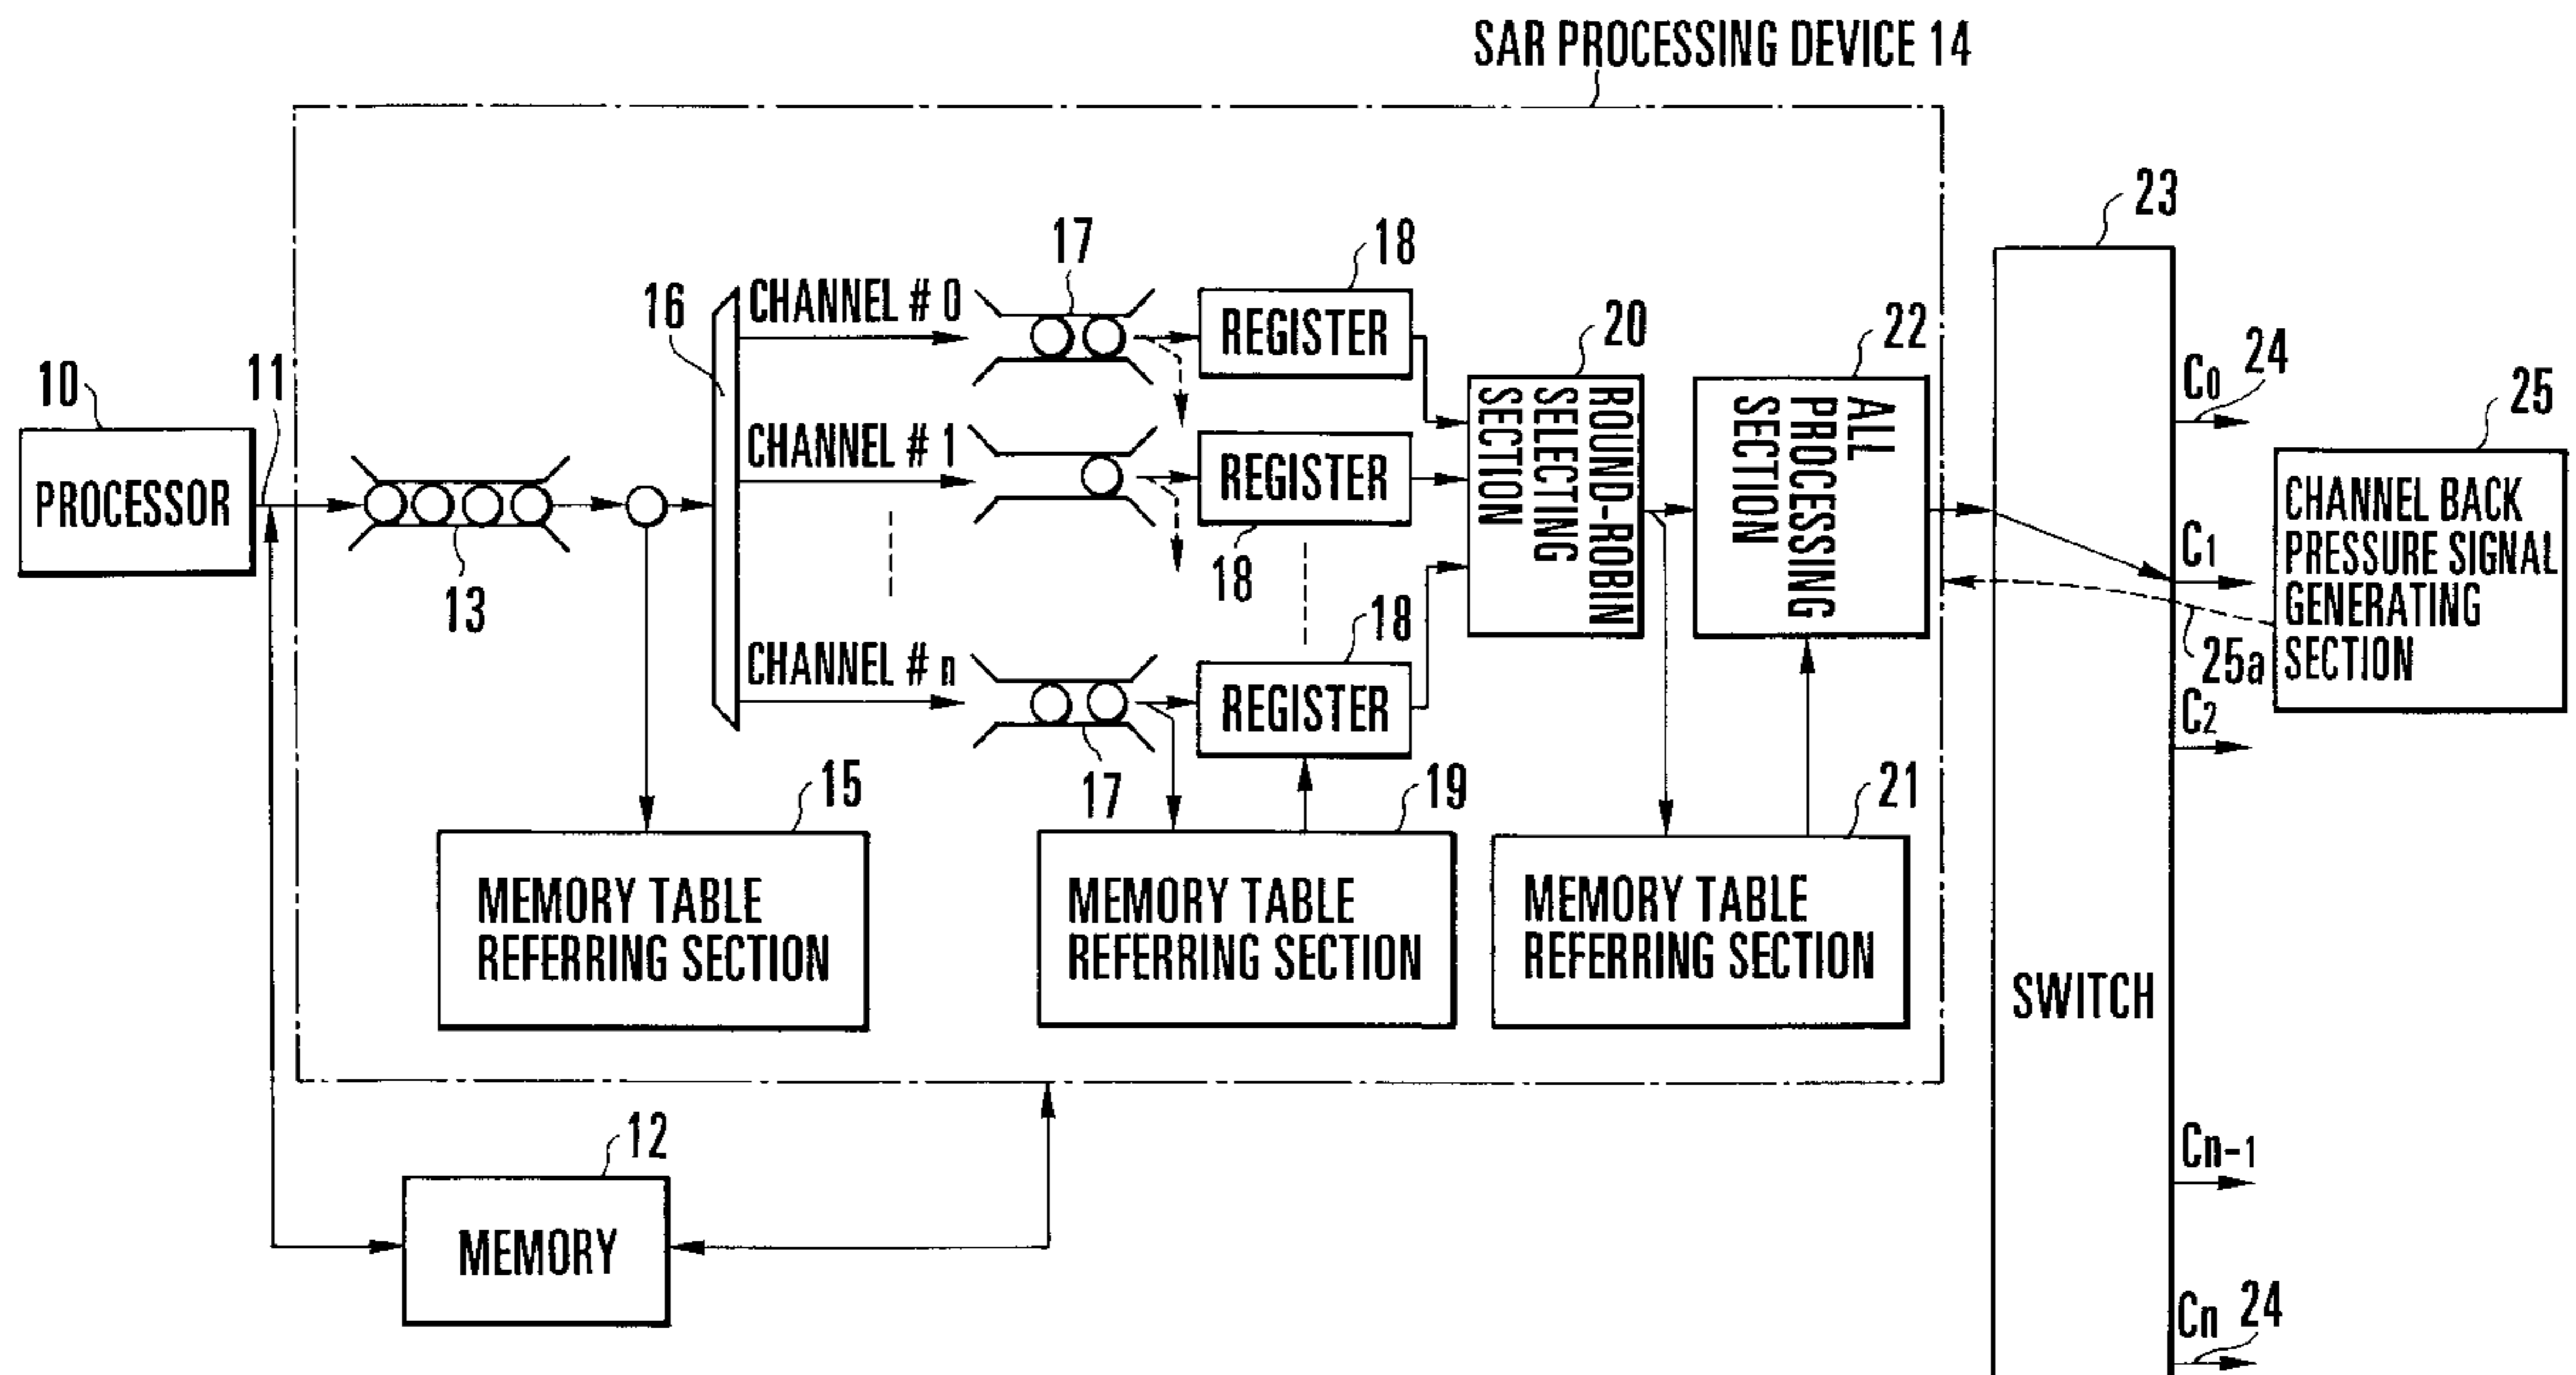 SAR PROCESSING DEVICE 14
23
17
18
CHANNEL # 0
16
REGISTER
20
22
24
C0
10
11
ROUND-ROBIN
SELECTING
SECTION
ALL
PROCESSING
SECTION
25
CHANNEL # 1
REGISTER
PROCESSOR
CHANNEL BACK
PRESSURE SIGNAL
GENERATING
SECTION
C1
13
18
18
CHANNEL # n
REGISTER
25a
C2
17
15
19
21
MEMORY TABLE
REFERRING SECTION
MEMORY TABLE
REFERRING SECTION
MEMORY TABLE
REFERRING SECTION
SWITCH
12
MEMORY
Cn-1
Cn
24